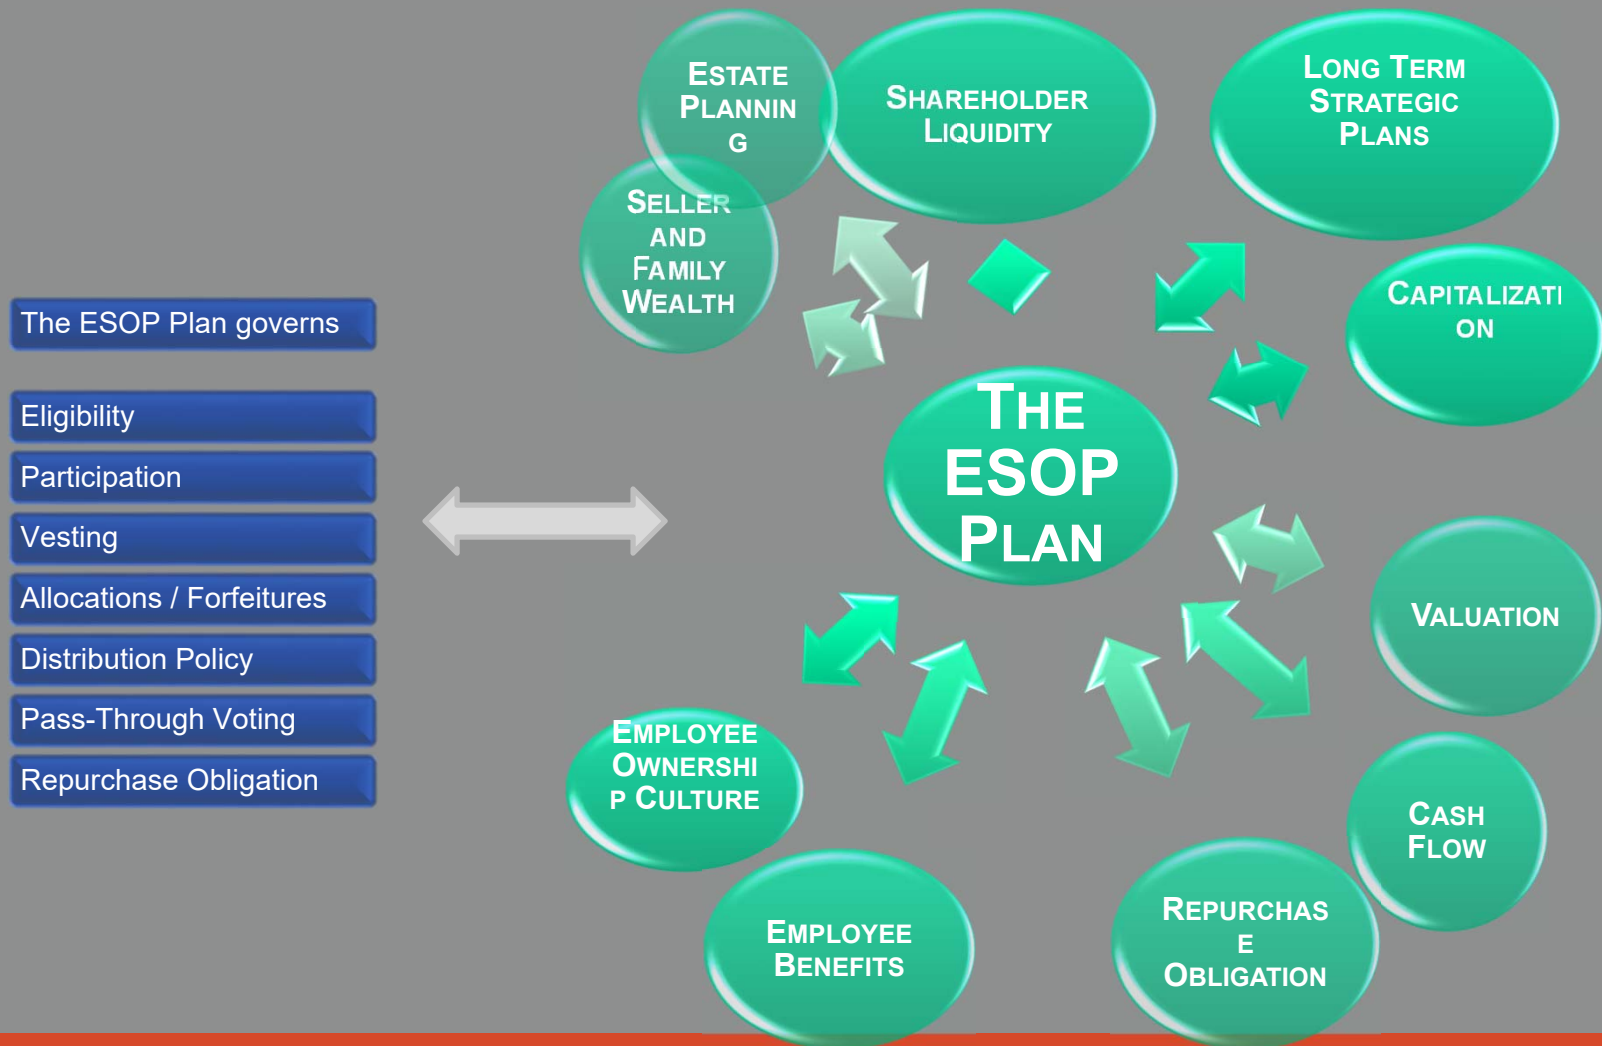 The ESOP Plan governs
Eligibility
Participation
Vesting
Allocations / Forfeitures
Distribution Policy
Pass-Through Voting
Repurchase Obligation
ESTATE
PLANNIN
G
SHAREHOLDER
LIQUIDITY
LONG TERM
STRATEGIC
PLANS
SELLER
AND
FAMILY
WEALTH
CAPITALIZATI
ON
THE
ESOP
PLAN
VALUATION
EMPLOYEE
OWNERSHI
P CULTURE
CASH
FLOW
EMPLOYEE
BENEFITS
REPURCHAS
E
OBLIGATION